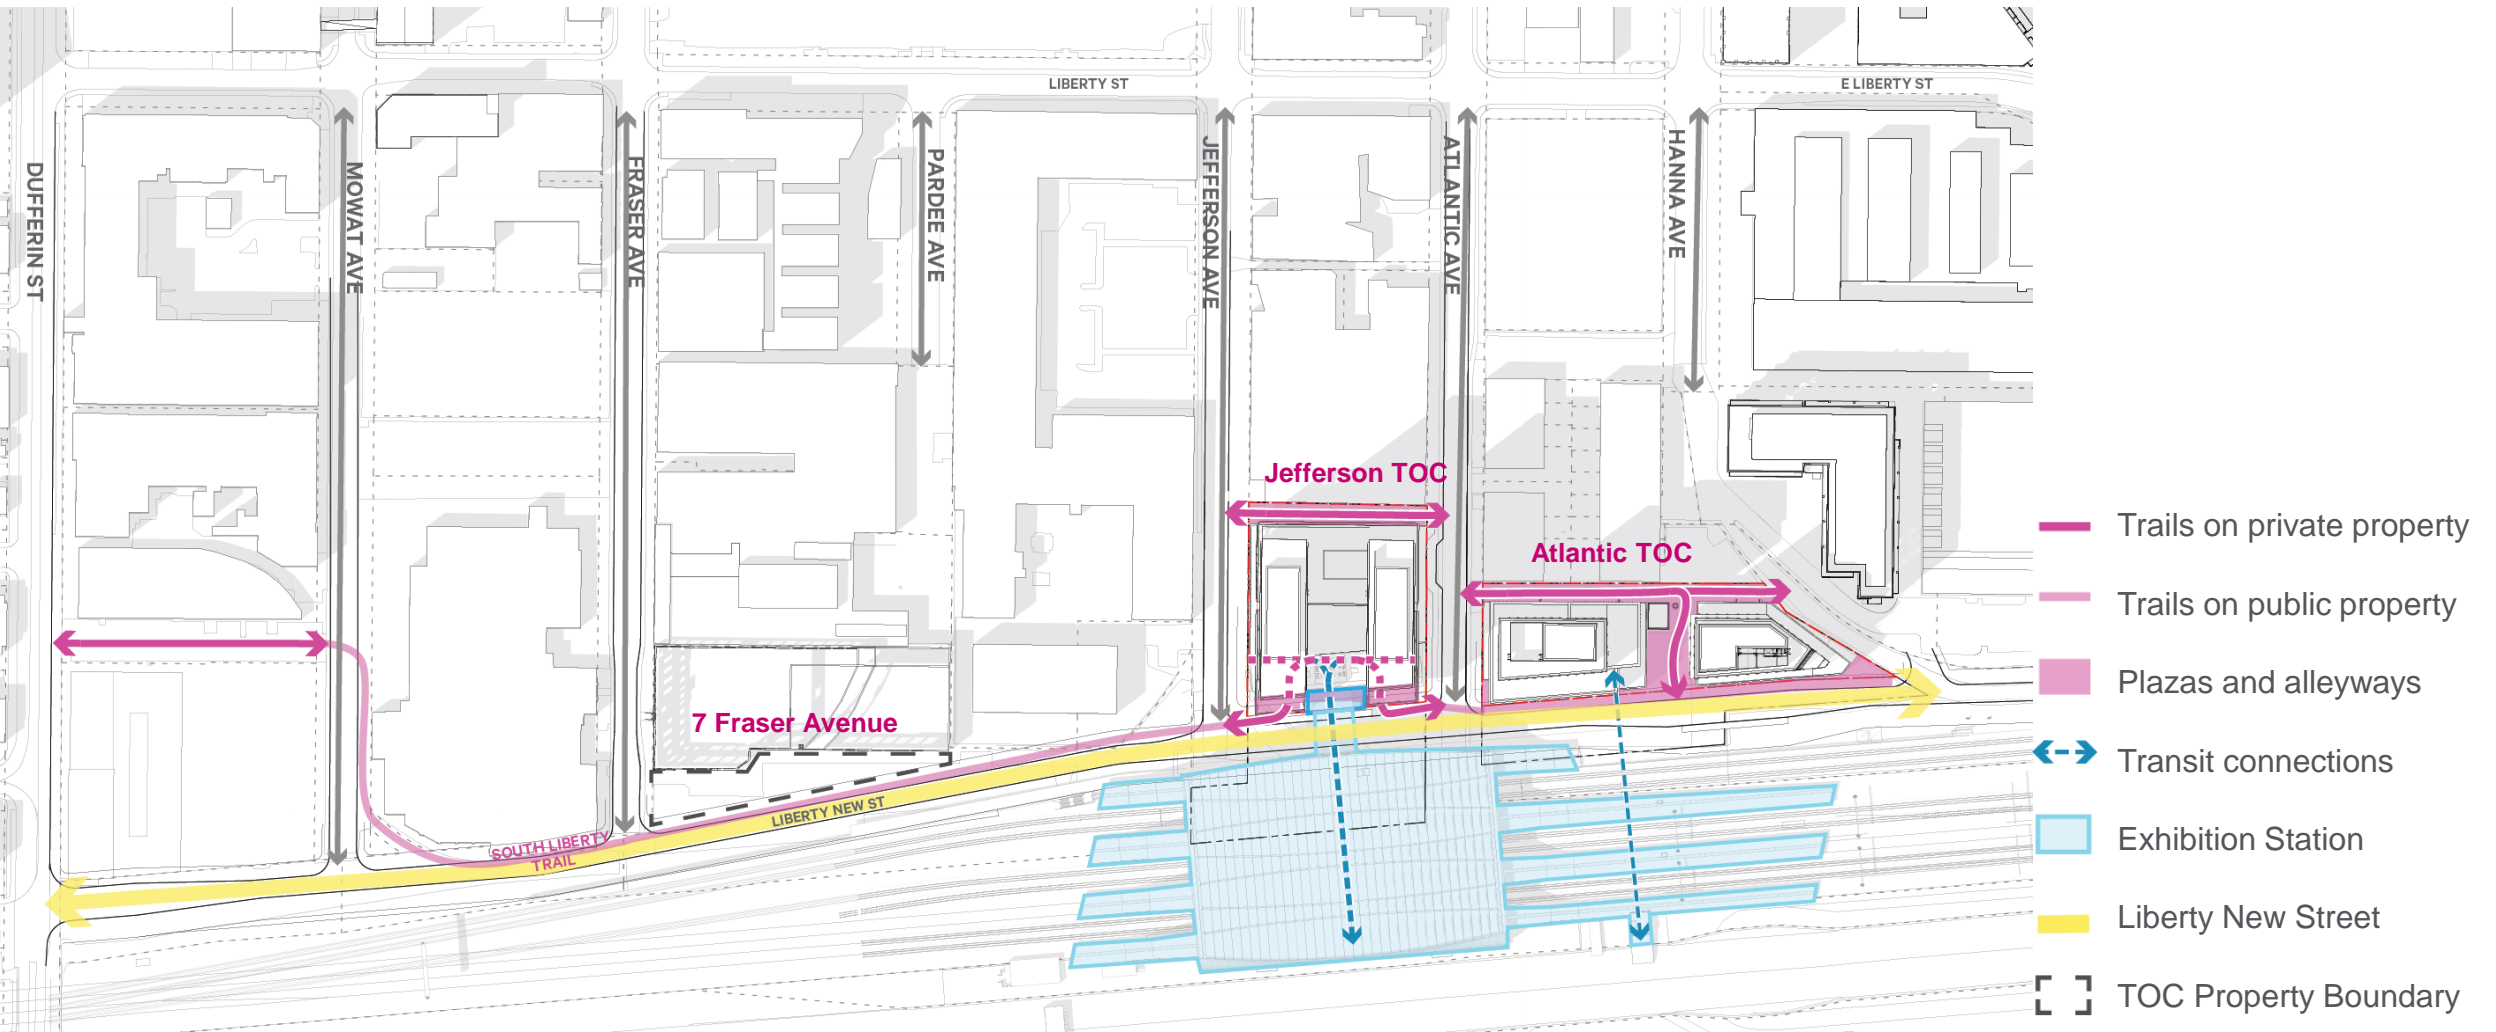 LIBERTY ST
E LIBERTY ST
DUFFERIN ST
MOWAT AVE
FRASER AVE
PARDEE AVE
JEFFERSON AVE
ATLANTIC AVE
HANNA AVE
Jefferson TOC
Atlantic TOC
7 Fraser Avenue
LIBERTY NEW ST
SOUTH LIBERTY
TRAIL
Trails on private property
Trails on public property
Plazas and alleyways
Transit connections
Exhibition Station
Liberty New Street
TOC Property Boundary